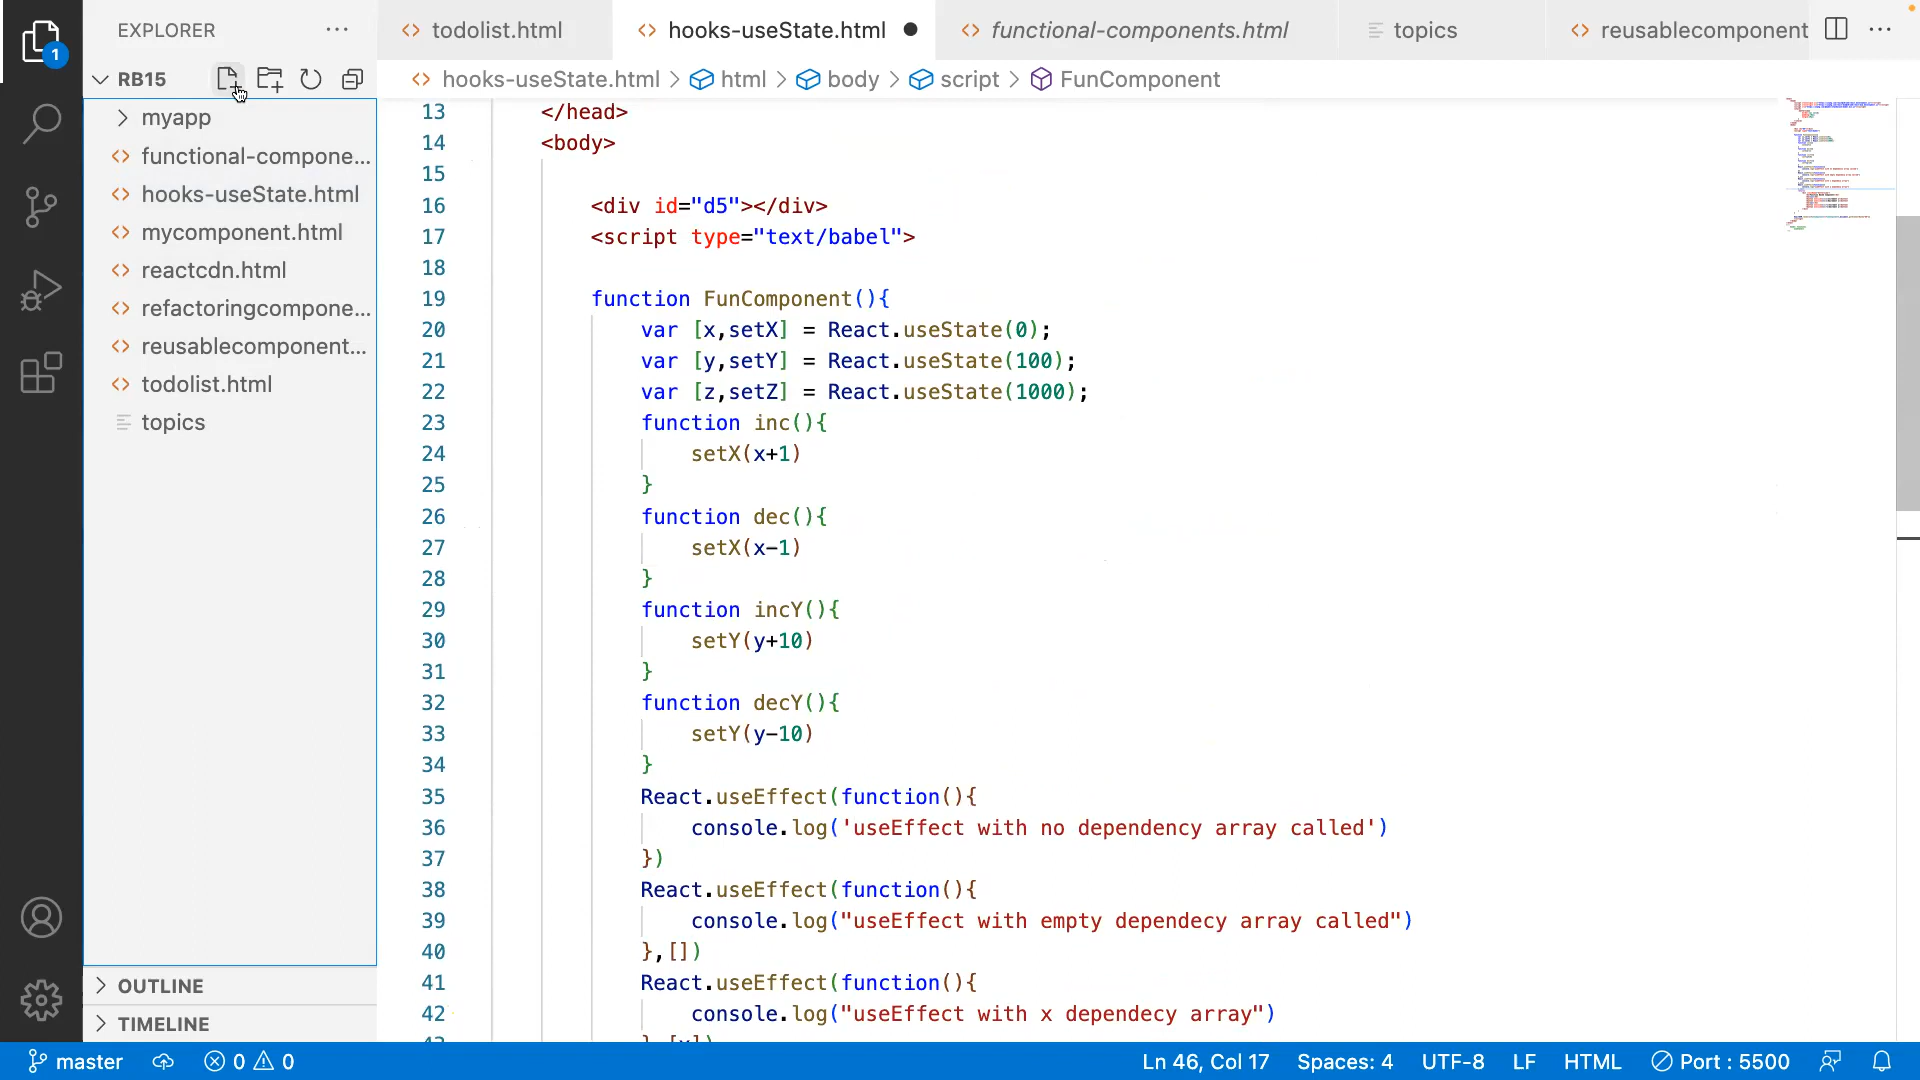 EXPLORER
RB15
myapp
functional-compone...
hooks-useState.html
mycomponent.html
reactcdn.html
refactoringcompone...
reusablecomponent...
todolist.html
topics
OUTLINE
TIMELINE
1
todolist.html
hooks-useState.html
functional-components.html
topics
reusablecomponent
hooks-useState.html > html > body > script > FunComponent
13 </head>
14 <body>
15
16 <div id="d5"></div>
17 <script type="text/babel">
18
19 function FunComponent(){
20 var [x,setX] = React.useState(0);
21 var [y,setY] = React.useState(100);
22 var [z,setZ] = React.useState(1000);
23 function inc(){
24 setX(x+1)
25 }
26 function dec(){
27 setX(x-1)
28 }
29 function incY(){
30 setY(y+10)
31 }
32 function decY(){
33 setY(y-10)
34 }
35 React.useEffect(function(){
36 console.log('useEffect with no dependency array called')
37 })
38 React.useEffect(function(){
39 console.log("useEffect with empty dependecy array called")
40 },[])
41 React.useEffect(function(){
42 console.log("useEffect with x dependecy array")
master
0 0
Ln 46, Col 17
Spaces: 4
UTF-8
LF
HTML
Port : 5500